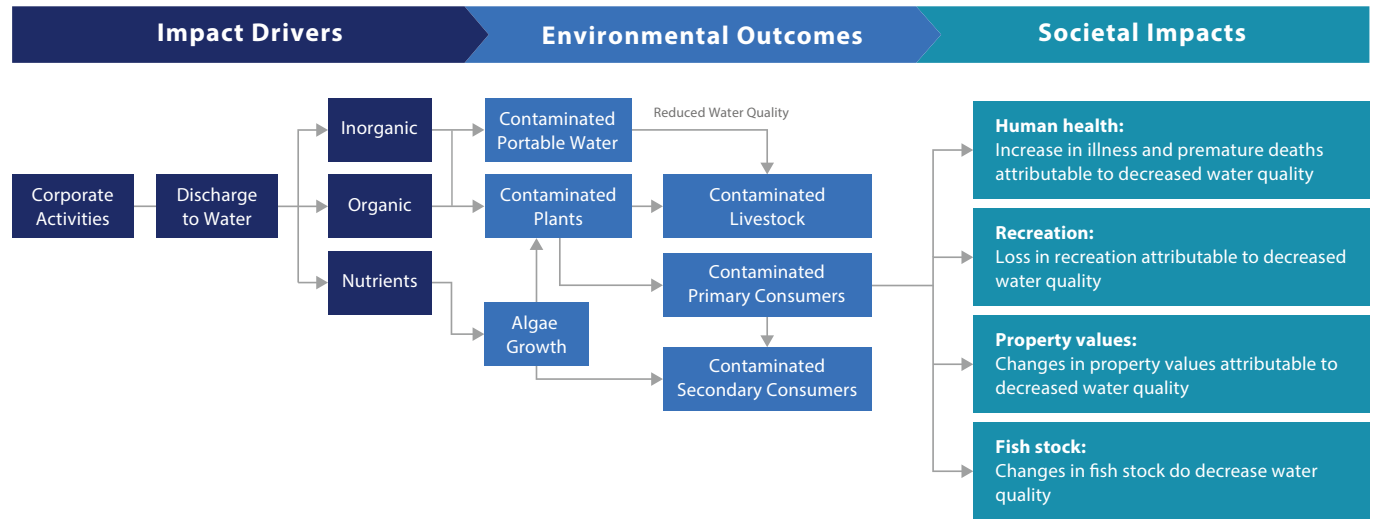 Impact Drivers
Environmental Outcomes
Societal Impacts
Corporate
Activities
Discharge
to Water
Inorganic
Organic
Nutrients
Contaminated
Portable Water
Reduced Water Quality
Contaminated
Plants
Contaminated
Livestock
Algae
Growth
Contaminated
Primary Consumers
Contaminated
Secondary Consumers
Human health:
Increase in illness and premature deaths
attributable to decreased water quality
Recreation:
Loss in recreation attributable to decreased
water quality
Property values:
Changes in property values attributable to
decreased water quality
Fish stock:
Changes in fish stock do decrease water
quality